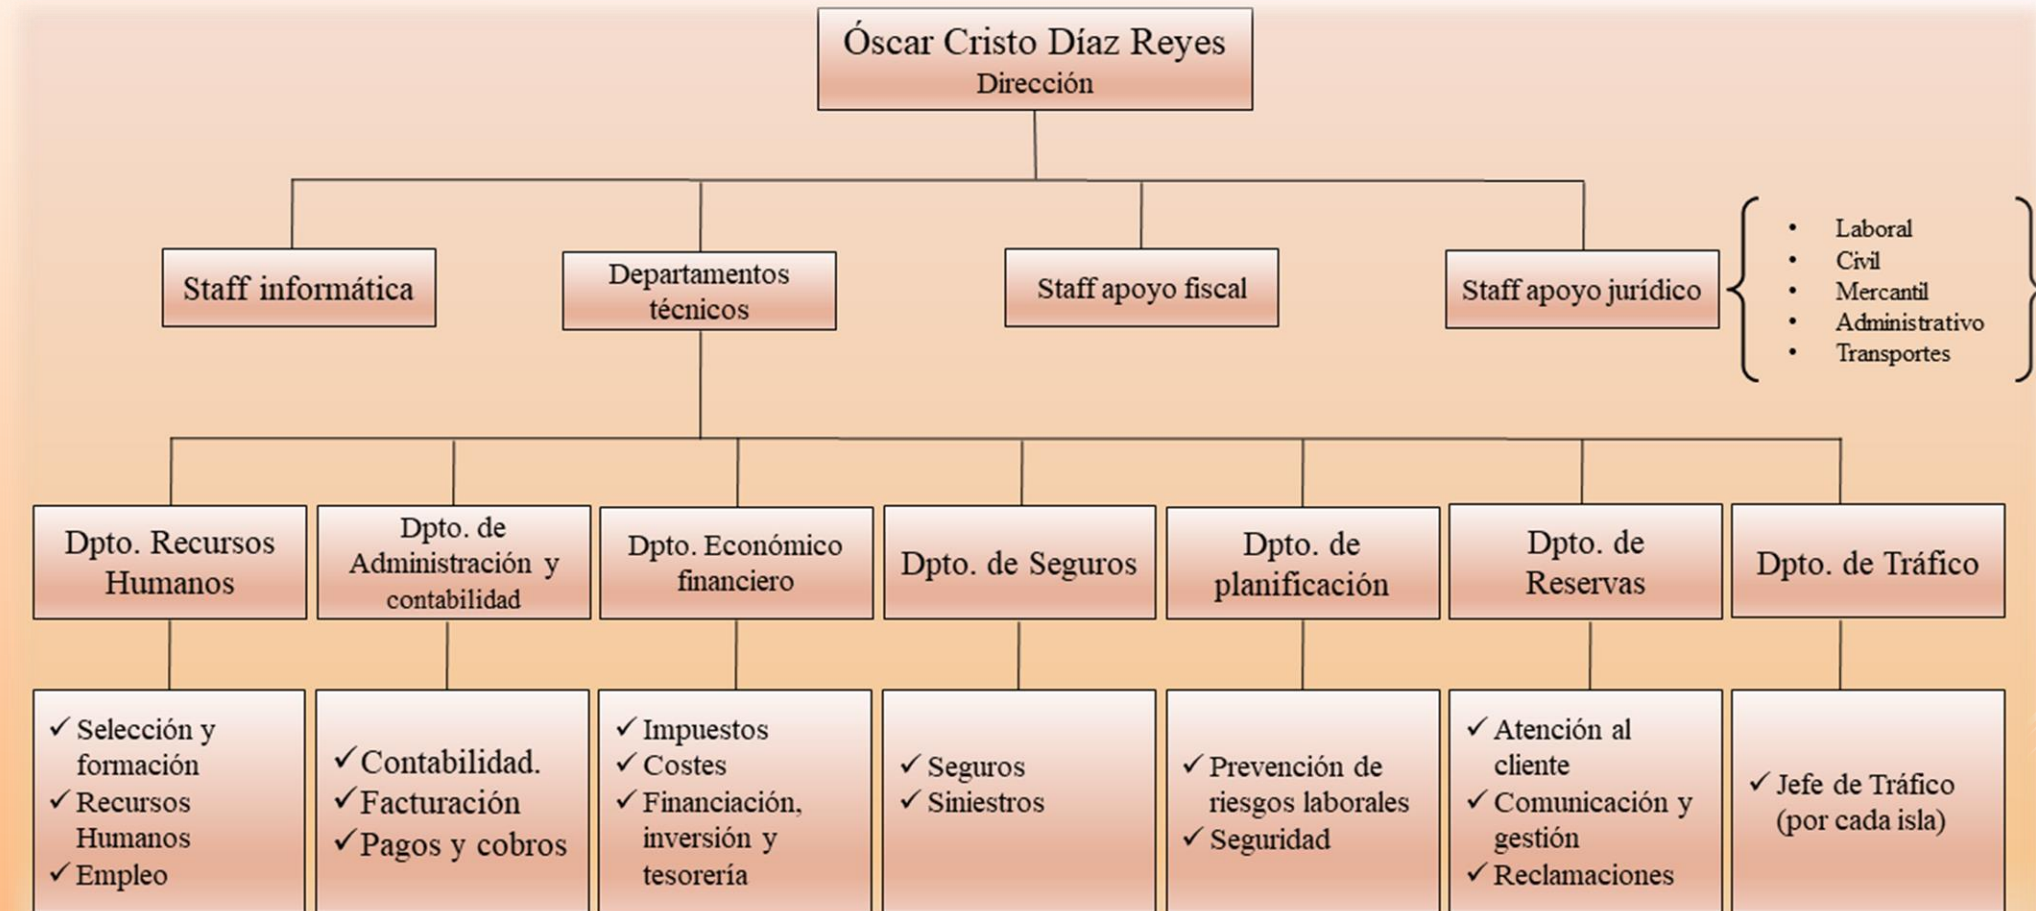 Óscar Cristo Díaz Reyes
Dirección
Staff informática
Departamentos
técnicos
Staff apoyo fiscal
Staff apoyo jurídico
• Laboral
• Civil
• Mercantil
• Administrativo
• Transportes
Dpto. Recursos
Humanos
Dpto. de
Administración y
contabilidad
Dpto. Económico
financiero
Dpto. de Seguros
Dpto. de
planificación
Dpto. de
Reservas
Dpto. de Tráfico
✓ Selección y
formación
✓ Recursos
Humanos
✓ Empleo
✓ Contabilidad.
✓ Facturación
✓ Pagos y cobros
✓ Impuestos
✓ Costes
✓ Financiación,
inversión y
tesorería
✓ Seguros
✓ Siniestros
✓ Prevención de
riesgos laborales
✓ Seguridad
✓ Atención al
cliente
✓ Comunicación y
gestión
✓ Reclamaciones
✓ Jefe de Tráfico
(por cada isla)